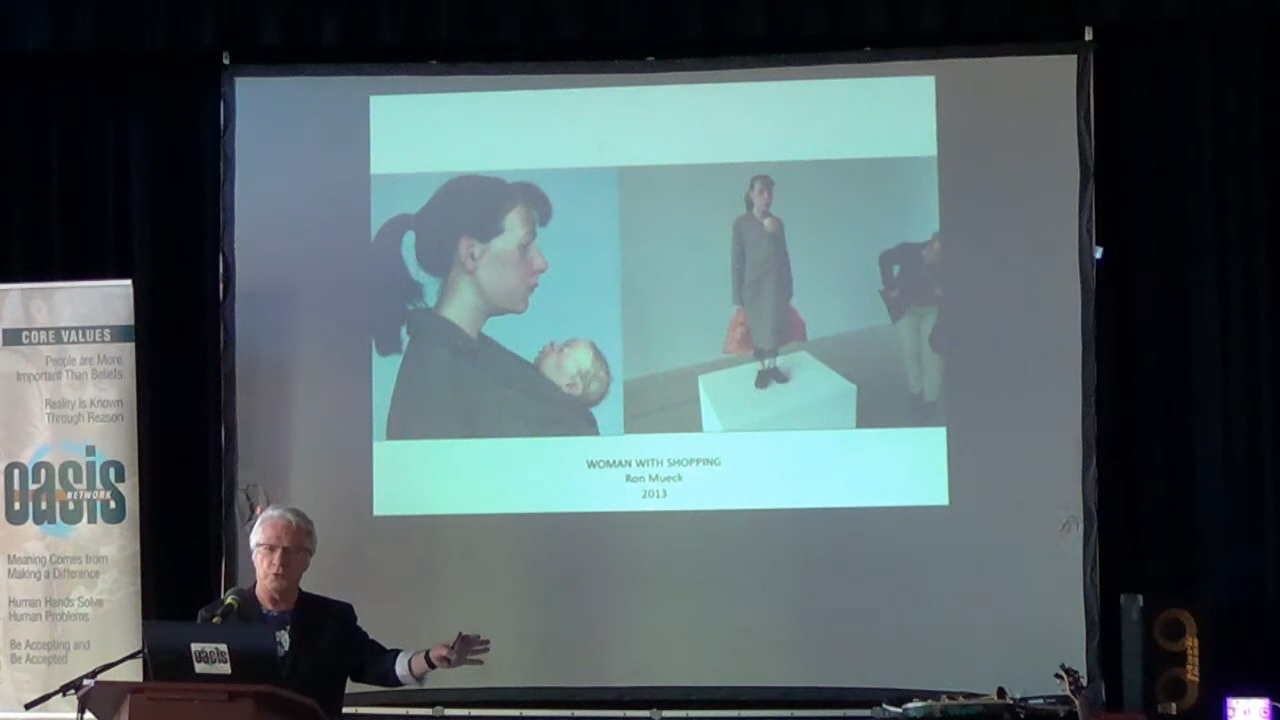 WOMAN WITH SHOPPING
Ron Mueck
2013
CORE VALUES
People are More
Important Than Beliefs
Reality is Known
Through Reason
oasis
NETWORK
Meaning Comes from
Making a Difference
Human Hands Solve
Human Problems
Be Accepting and
Be Accepted
oasis